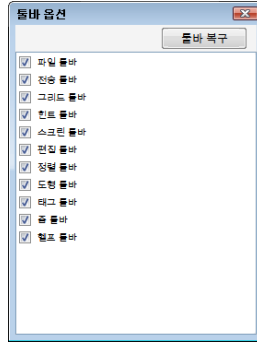 툴바 옵션
툴바 복구
파일 툴바
전송 툴바
그리드 툴바
힌트 툴바
스크린 툴바
편집 툴바
정렬 툴바
도형 툴바
태그 툴바
줌 툴바
헬프 툴바